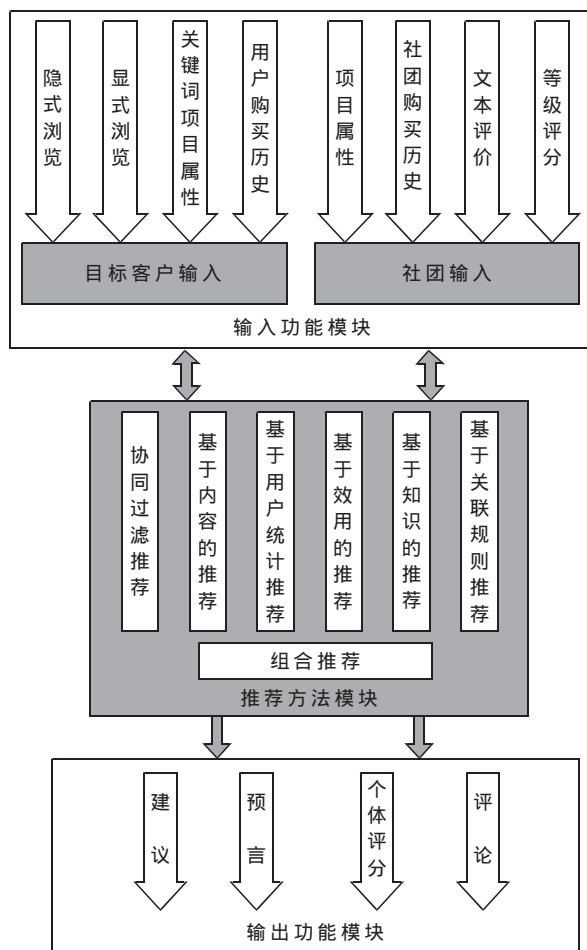 隐式浏览
显式浏览
关键词项目属性
用户购买历史
项目属性
社团购买历史
文本评价
等级评分
目标客户输入
社团输入
输入功能模块
协同过滤推荐
基于内容的推荐
基于用户统计推荐
基于效用的推荐
基于知识的推荐
基于关联规则推荐
组合推荐
推荐方法模块
建议
预言
个体评分
评论
输出功能模块